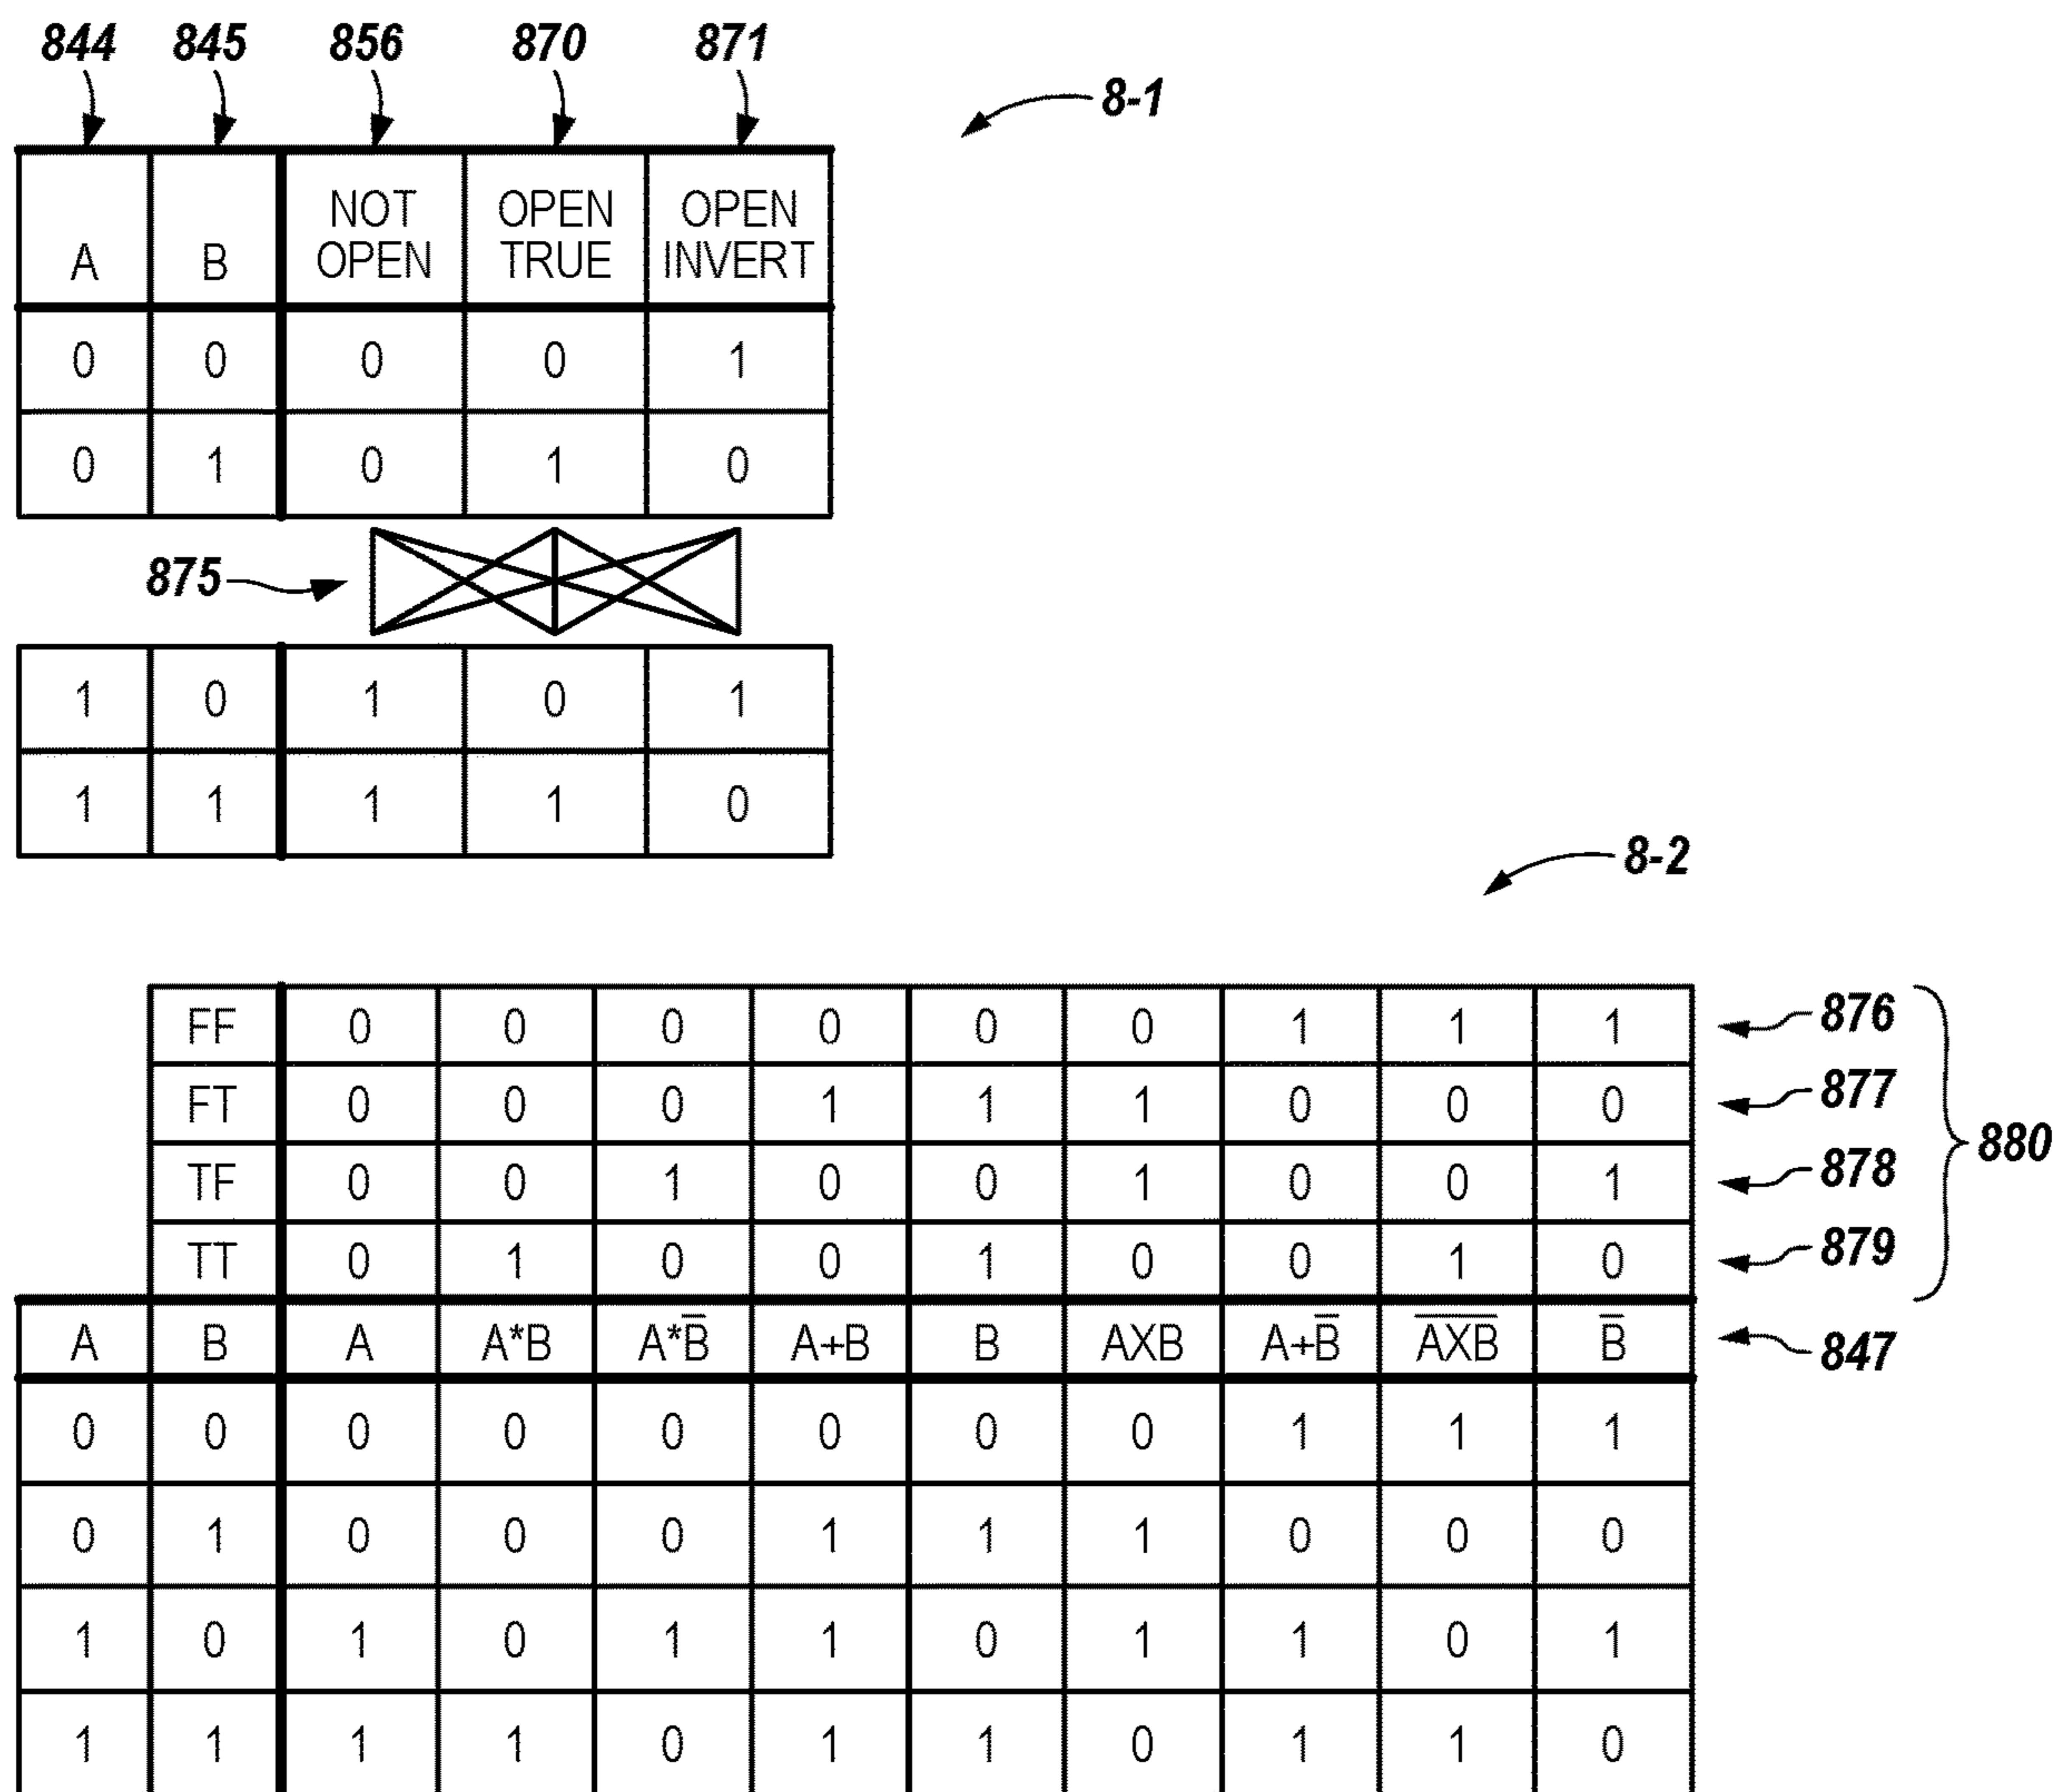 844 845 856 870 871
8-1
A B NOT OPEN OPEN TRUE OPEN INVERT
0 0 0 0 1
0 1 0 1 0
875
1 0 1 0 1
1 1 1 1 0
8-2
FF 0 0 0 0 0 0 1 1 1 876
FT 0 0 0 1 1 1 0 0 0 877
880
TF 0 0 1 0 0 1 0 0 1 878
TT 0 1 0 0 1 0 0 1 0 879
A B A A*B A*B̅ A+B B AXB A+B̅ A̅X̅B̅ B̅ 847
0 0 0 0 0 0 0 0 1 1 1
0 1 0 0 0 1 1 1 0 0 0
1 0 1 0 1 1 0 1 1 0 1
1 1 1 1 0 1 1 0 1 1 0